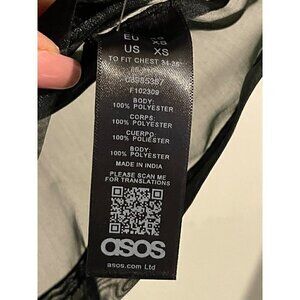 EU XS
US XS
TO FIT CHEST 34-36"
F102309
BODY:
100% POLYESTER
CORPS:
100% POLYESTER
CUERPO:
100% POLIÉSTER
BODY:
100% POLYESTER
MADE IN INDIA
PLEASE SCAN ME
FOR TRANSLATIONS
asos
asos.com Ltd